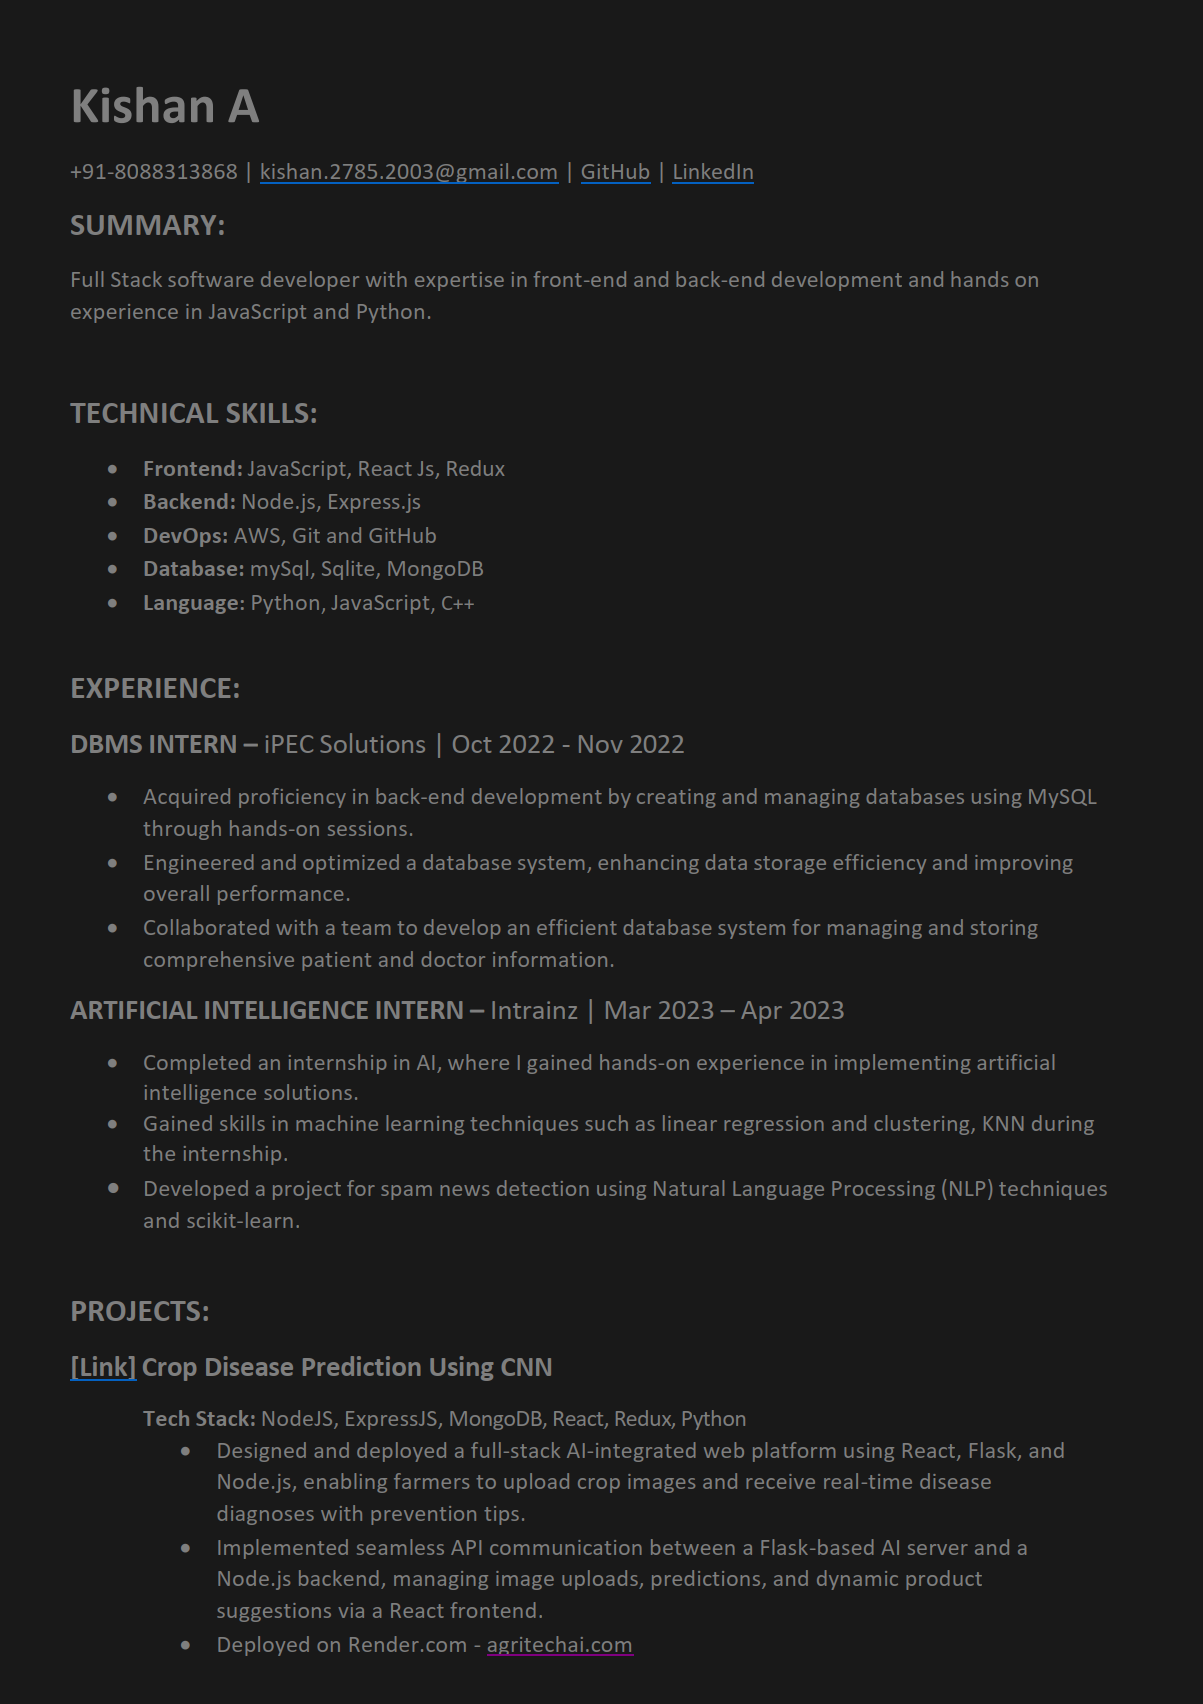 Kishan A
+91-8088313868 | kishan.2785.2003@gmail.com | GitHub | LinkedIn
SUMMARY:
Full Stack software developer with expertise in front-end and back-end development and hands on
experience in JavaScript and Python.
TECHNICAL SKILLS:
● Frontend: JavaScript, React Js, Redux
● Backend: Node.js, Express.js
● DevOps: AWS, Git and GitHub
● Database: mySql, Sqlite, MongoDB
● Language: Python, JavaScript, C++
EXPERIENCE:
DBMS INTERN – iPEC Solutions | Oct 2022 - Nov 2022
● Acquired proficiency in back-end development by creating and managing databases using MySQL
through hands-on sessions.
● Engineered and optimized a database system, enhancing data storage efficiency and improving
overall performance.
● Collaborated with a team to develop an efficient database system for managing and storing
comprehensive patient and doctor information.
ARTIFICIAL INTELLIGENCE INTERN – Intrainz | Mar 2023 – Apr 2023
● Completed an internship in AI, where I gained hands-on experience in implementing artificial
intelligence solutions.
● Gained skills in machine learning techniques such as linear regression and clustering, KNN during
the internship.
● Developed a project for spam news detection using Natural Language Processing (NLP) techniques
and scikit-learn.
PROJECTS:
[Link] Crop Disease Prediction Using CNN
Tech Stack: NodeJS, ExpressJS, MongoDB, React, Redux, Python
● Designed and deployed a full-stack AI-integrated web platform using React, Flask, and
Node.js, enabling farmers to upload crop images and receive real-time disease
diagnoses with prevention tips.
● Implemented seamless API communication between a Flask-based AI server and a
Node.js backend, managing image uploads, predictions, and dynamic product
suggestions via a React frontend.
● Deployed on Render.com - agritechai.com